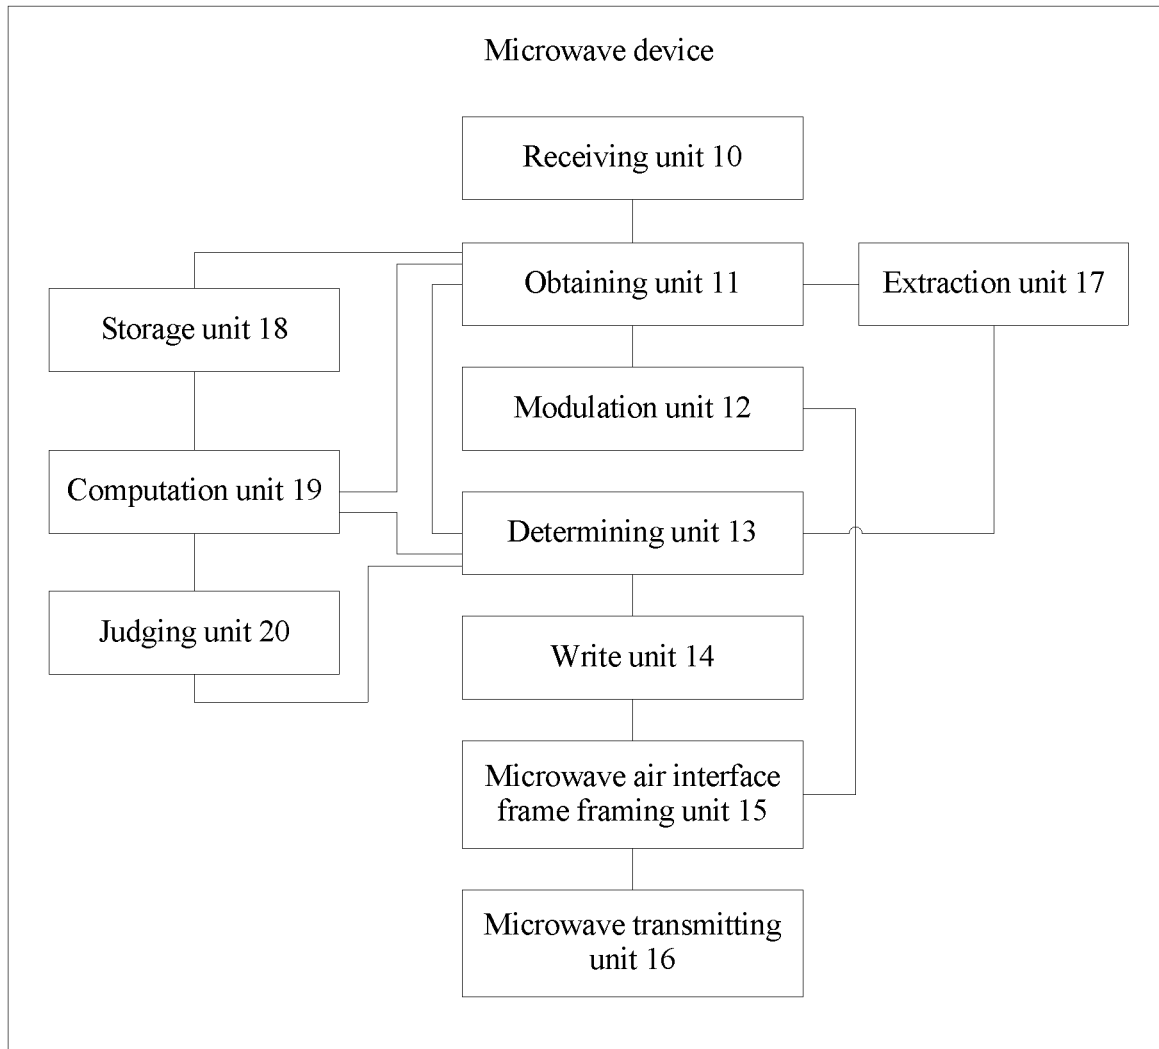 Microwave device
Receiving unit 10
Obtaining unit 11
Extraction unit 17
Storage unit 18
Modulation unit 12
Computation unit 19
Determining unit 13
Judging unit 20
Write unit 14
Microwave air interface
frame framing unit 15
Microwave transmitting
unit 16